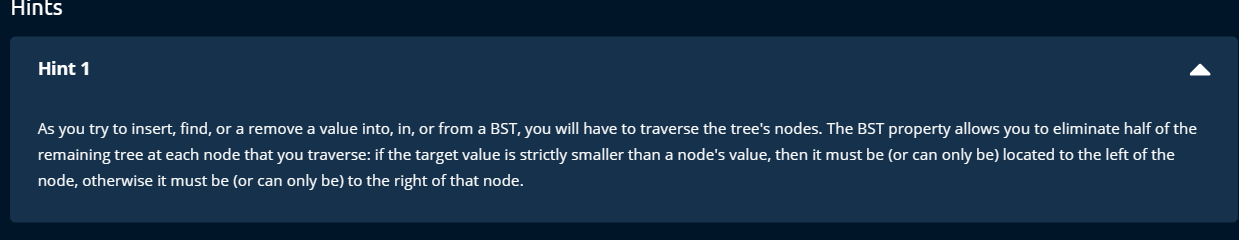 Hints
Hint 1
As you try to insert, find, or a remove a value into, in, or from a BST, you will have to traverse the tree's nodes. The BST property allows you to eliminate half of the
remaining tree at each node that you traverse: if the target value is strictly smaller than a node's value, then it must be (or can only be) located to the left of the
node, otherwise it must be (or can only be) to the right of that node.